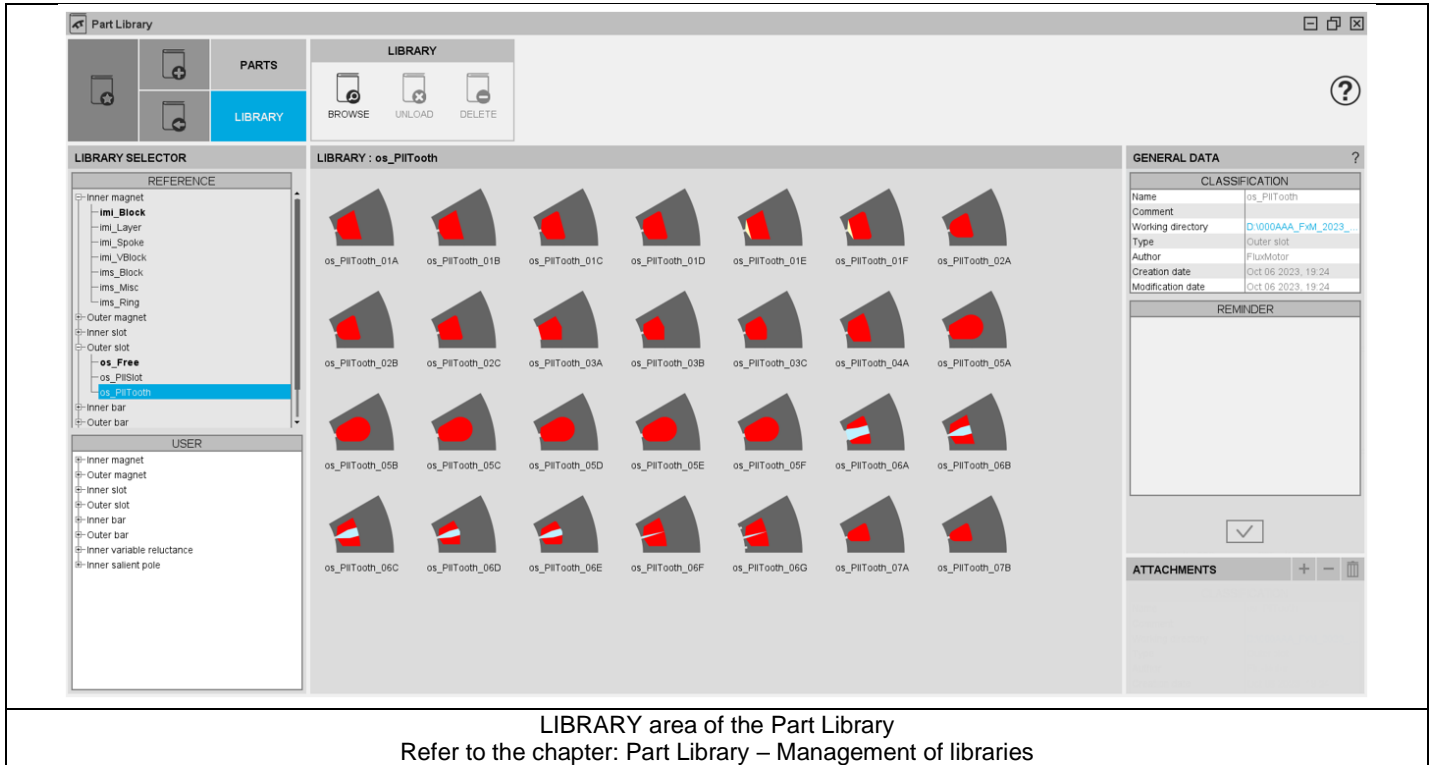 Part Library
PARTS
LIBRARY
LIBRARY
BROWSE UNLOAD DELETE
?
LIBRARY SELECTOR
REFERENCE
Inner magnet
imi_Block
imi_Layer
imi_Spoke
imi_VBlock
ims_Block
ims_Misc
ims_Ring
Outer magnet
Inner slot
Outer slot
os_Free
os_PllSlot
os_PllTooth
Inner bar
Outer bar
USER
Inner magnet
Outer magnet
Inner slot
Outer slot
Inner bar
Outer bar
Inner variable reluctance
Inner salient pole
LIBRARY : os_PllTooth
os_PllTooth_01A os_PllTooth_01B os_PllTooth_01C os_PllTooth_01D os_PllTooth_01E os_PllTooth_01F os_PllTooth_02A
os_PllTooth_02B os_PllTooth_02C os_PllTooth_03A os_PllTooth_03B os_PllTooth_03C os_PllTooth_04A os_PllTooth_05A
os_PllTooth_05B os_PllTooth_05C os_PllTooth_05D os_PllTooth_05E os_PllTooth_05F os_PllTooth_06A os_PllTooth_06B
os_PllTooth_06C os_PllTooth_06D os_PllTooth_06E os_PllTooth_06F os_PllTooth_06G os_PllTooth_07A os_PllTooth_07B
GENERAL DATA ?
CLASSIFICATION
Name os_PllTooth
Comment
Working directory D:\000AAA_FxM_2023_...
Type Outer slot
Author FluxMotor
Creation date Oct 06 2023, 19:24
Modification date Oct 06 2023, 19:24
REMINDER
ATTACHMENTS
LIBRARY area of the Part Library
Refer to the chapter: Part Library – Management of libraries